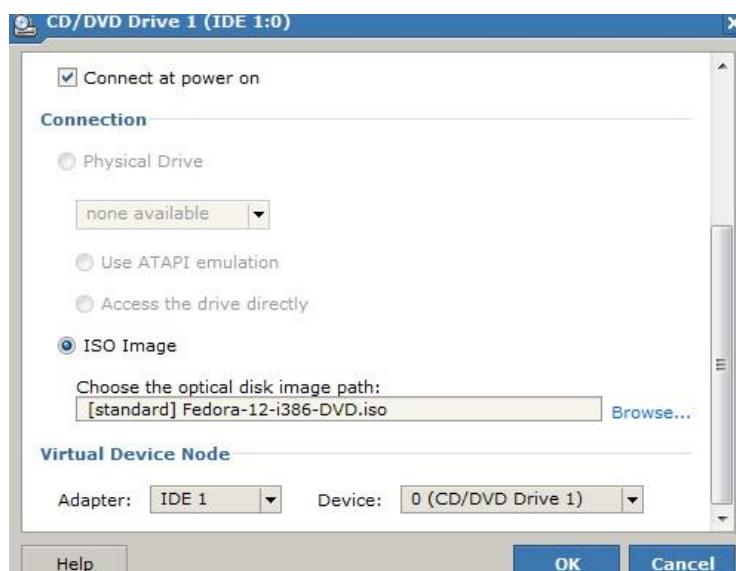 CD/DVD Drive 1 (IDE 1:0)
Connect at power on
Connection
Physical Drive
none available
Use ATAPI emulation
Access the drive directly
ISO Image
Choose the optical disk image path:
[standard] Fedora-12-i386-DVD.iso Browse...
Virtual Device Node
Adapter: IDE 1 Device: 0 (CD/DVD Drive 1)
Help OK Cancel